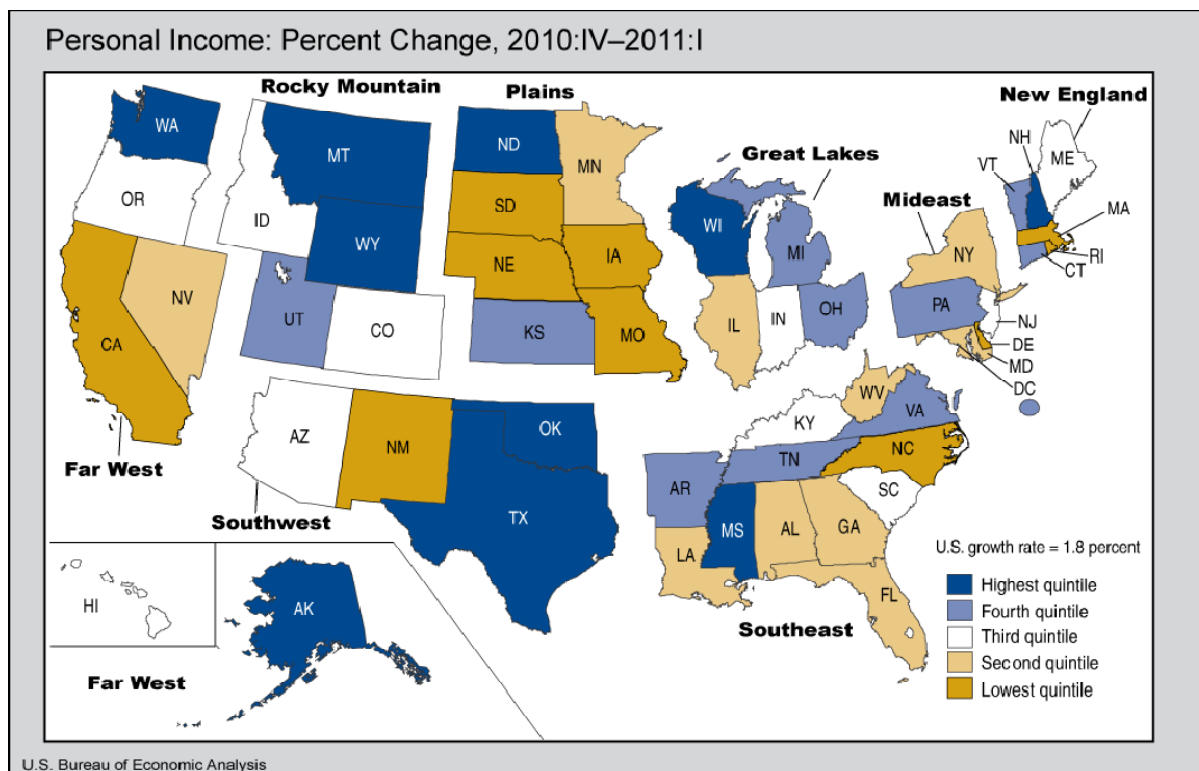 Personal Income: Percent Change, 2010:IV–2011:I
Rocky Mountain
Plains
New England
Great Lakes
Mideast
WA
MT
ND
MN
NH
ME
VT
OR
ID
SD
WI
MA
WY
IA
MI
NY
RI
CT
NE
NV
UT
CO
KS
MO
IL
IN
OH
PA
NJ
DE
MD
DC
CA
WV
VA
KY
AZ
NM
OK
TN
NC
AR
SC
Far West
Southwest
TX
MS
AL
GA
LA
FL
Southeast
HI
AK
Far West
U.S. growth rate = 1.8 percent
Highest quintile
Fourth quintile
Third quintile
Second quintile
Lowest quintile
U.S. Bureau of Economic Analysis